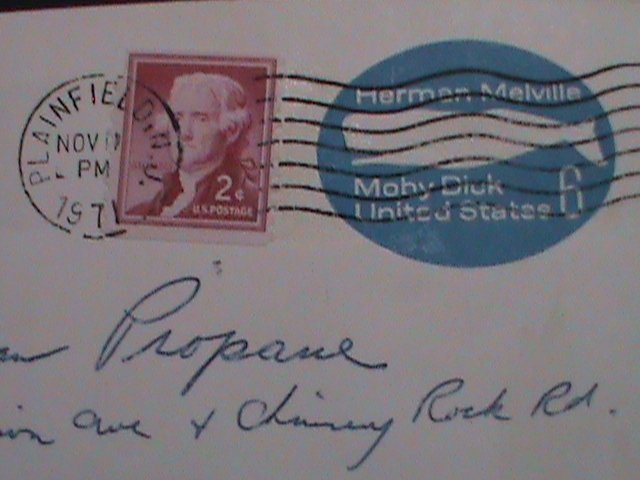 PLAINFIELD, N.J.
NOV
PM
197
2¢
U.S. POSTAGE
Herman Melville
Moby Dick
United States 6
Propane
ave + Chimney Rock Rd.